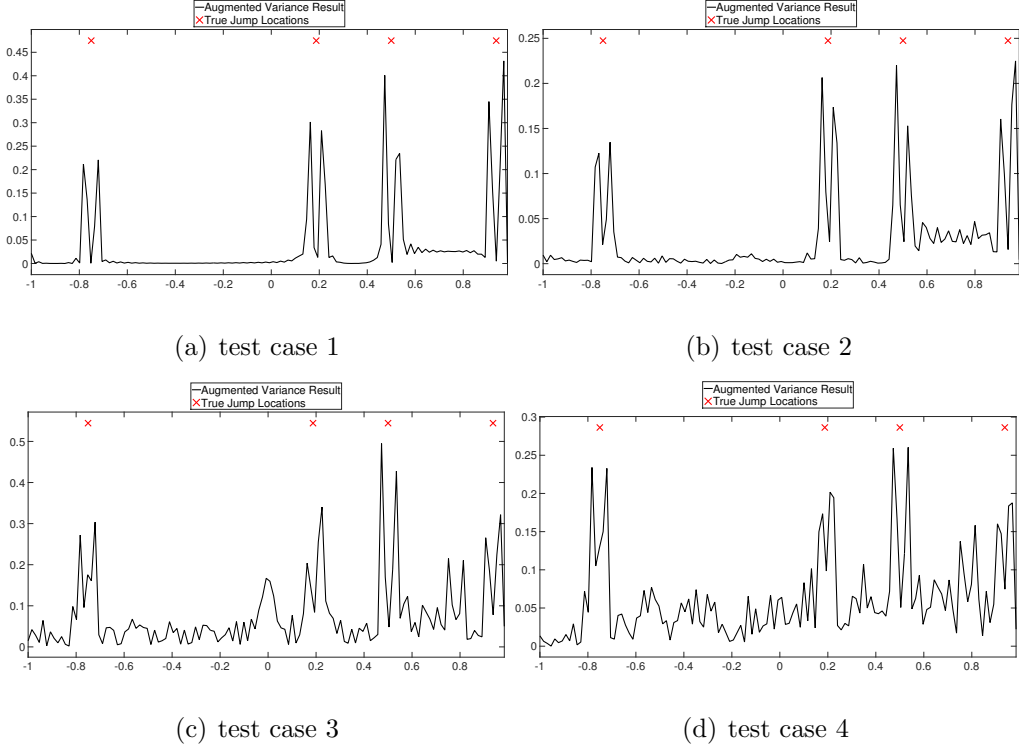 Augmented Variance Result
True Jump Locations
0.45
0.4
0.35
0.3
0.25
0.2
0.15
0.1
0.05
0
-1 -0.8 -0.6 -0.4 -0.2 0 0.2 0.4 0.6 0.8
(a) test case 1
Augmented Variance Result
True Jump Locations
0.25
0.2
0.15
0.1
0.05
0
-1 -0.8 -0.6 -0.4 -0.2 0 0.2 0.4 0.6 0.8
(b) test case 2
Augmented Variance Result
True Jump Locations
0.5
0.4
0.3
0.2
0.1
0
-1 -0.8 -0.6 -0.4 -0.2 0 0.2 0.4 0.6 0.8
(c) test case 3
Augmented Variance Result
True Jump Locations
0.3
0.25
0.2
0.15
0.1
0.05
0
-1 -0.8 -0.6 -0.4 -0.2 0 0.2 0.4 0.6 0.8
(d) test case 4